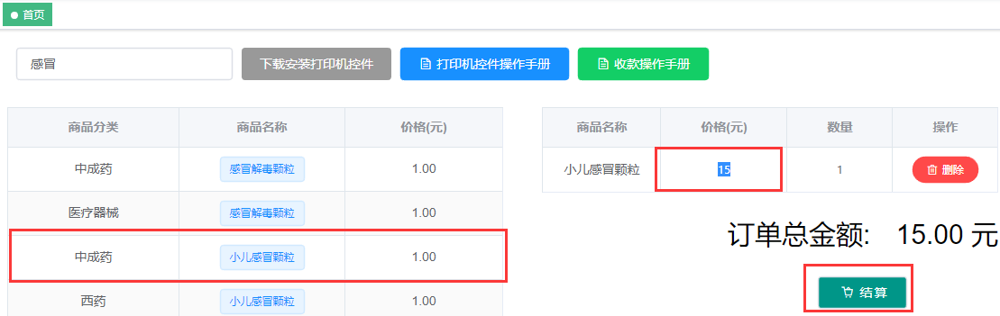 首页
感冒 下载安装打印机控件 打印机控件操作手册 收款操作手册
商品分类 商品名称 价格(元)
中成药 感冒解毒颗粒 1.00
医疗器械 感冒解毒颗粒 1.00
中成药 小儿感冒颗粒 1.00
西药 小儿感冒颗粒 1.00
商品名称 价格(元) 数量 操作
小儿感冒颗粒 15 1 删除
订单总金额: 15.00 元
结算